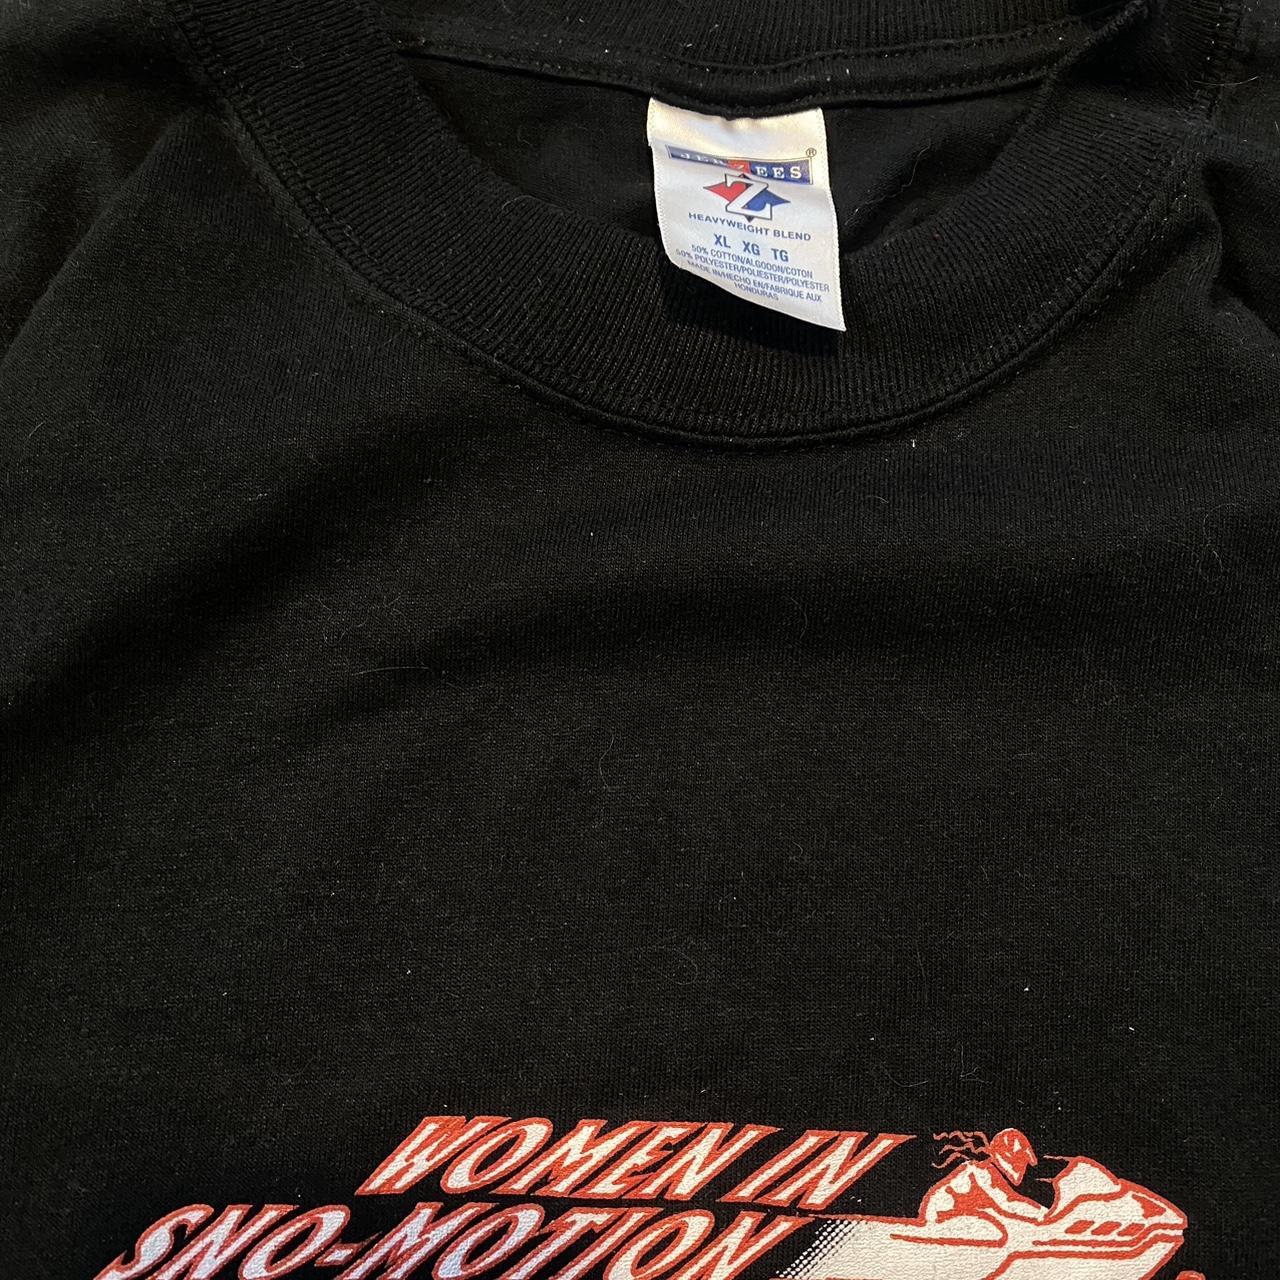 JERZEES®
Z
HEAVYWEIGHT BLEND
XL XG TG
50% COTTON/ALGODON/COTON
50% POLYESTER/POLIESTER/POLYESTER
MADE IN/HECHO EN/FABRIQUE AUX
HONDURAS
WOMEN IN
SNO-MOTION